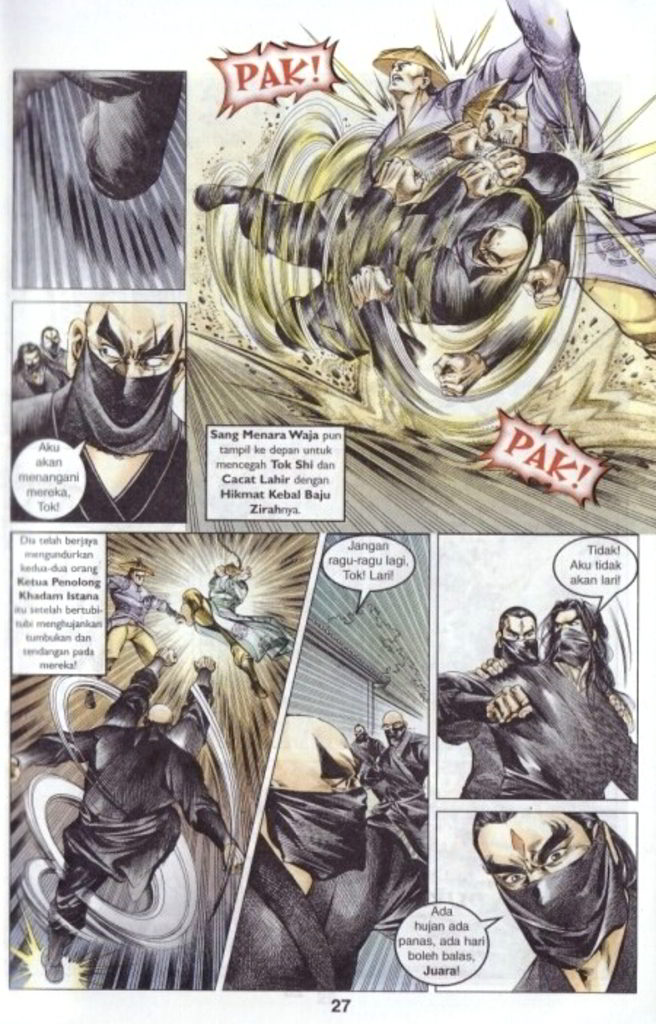 PAK!
Aku
akan
menangani
mereka,
Tok!
Sang Menara Waja pun
tampil ke depan untuk
mencegah Tok Shi dan
Cacat Lahir dengan
Hikmat Kebal Baju
Zirahnya.
PAK!
Dia telah berjaya
mengundurkan
kedua-dua orang
Ketua Penolong
Khadam Istana
itu setelah bertubi-
tubi menghujankan
tumbukan dan
tendangan pada
mereka!
Jangan
ragu-ragu lagi,
Tok! Lari!
Tidak!
Aku tidak
akan lari!
Ada
hujan ada
panas, ada hari
boleh balas,
Juara!
27